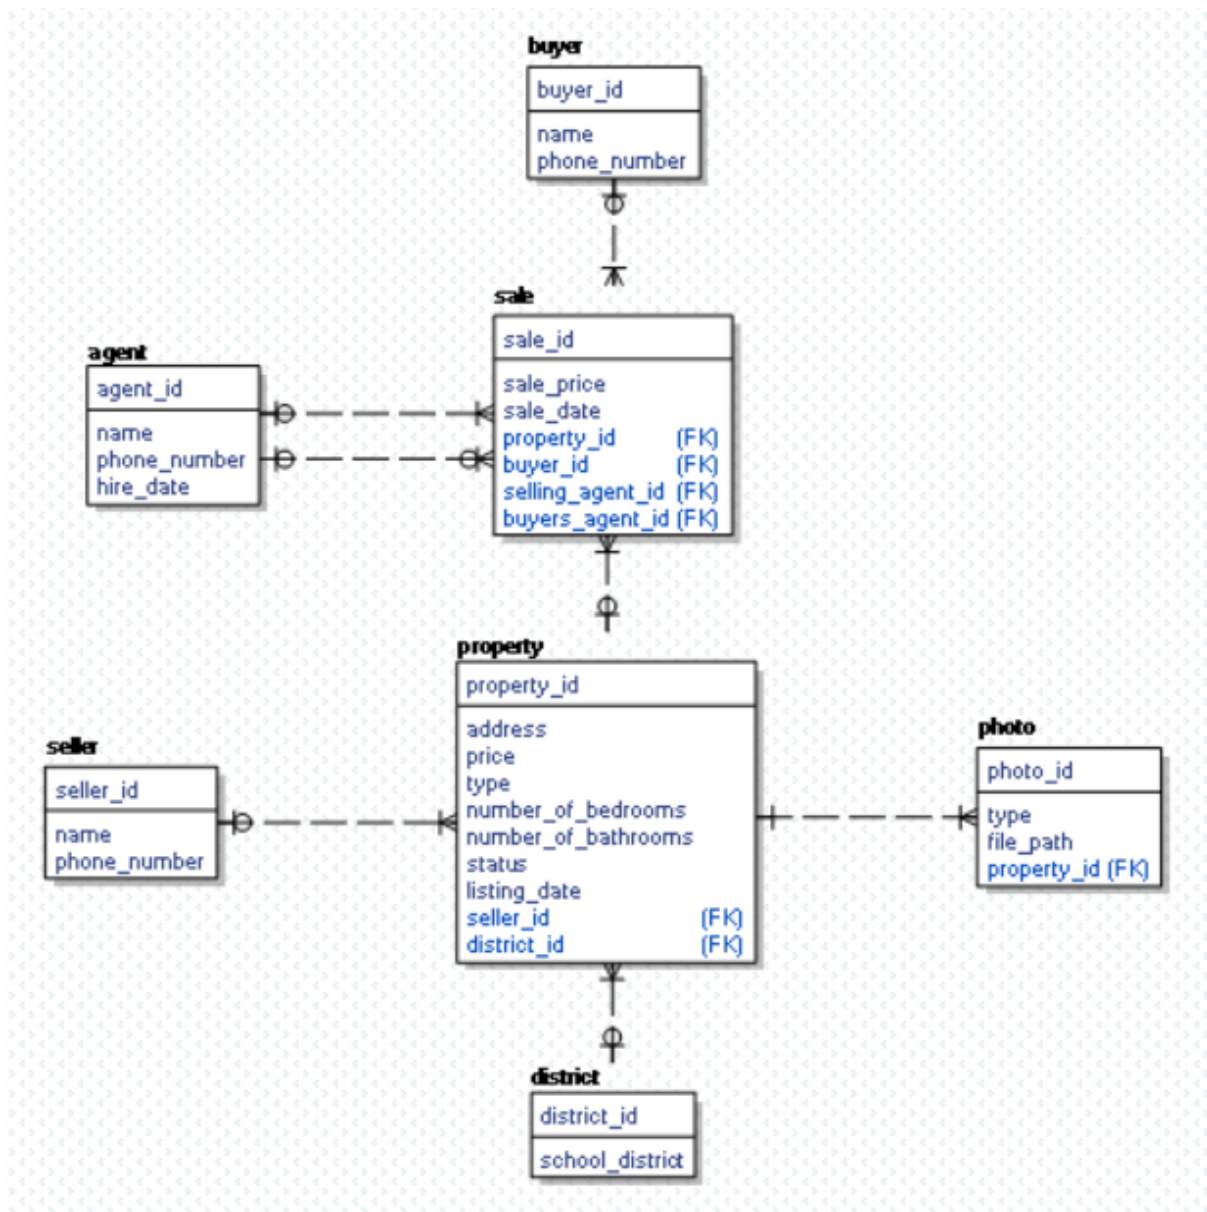 buyer
buyer_id
name
phone_number
sale
sale_id
sale_price
sale_date
property_id (FK)
buyer_id (FK)
selling_agent_id (FK)
buyers_agent_id (FK)
agent
agent_id
name
phone_number
hire_date
property
property_id
address
price
type
number_of_bedrooms
number_of_bathrooms
status
listing_date
seller_id (FK)
district_id (FK)
seller
seller_id
name
phone_number
photo
photo_id
type
file_path
property_id (FK)
district
district_id
school_district